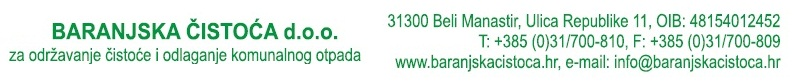 BARANJSKA ČISTOĆA d.o.o.
za održavanje čistoće i odlaganje komunalnog otpada
31300 Beli Manastir, Ulica Republike 11, OIB: 48154012452
T: +385 (0)31/700-810, F: +385 (0)31/700-809
www.baranjskacistoca.hr, e-mail: info@baranjskacistoca.hr